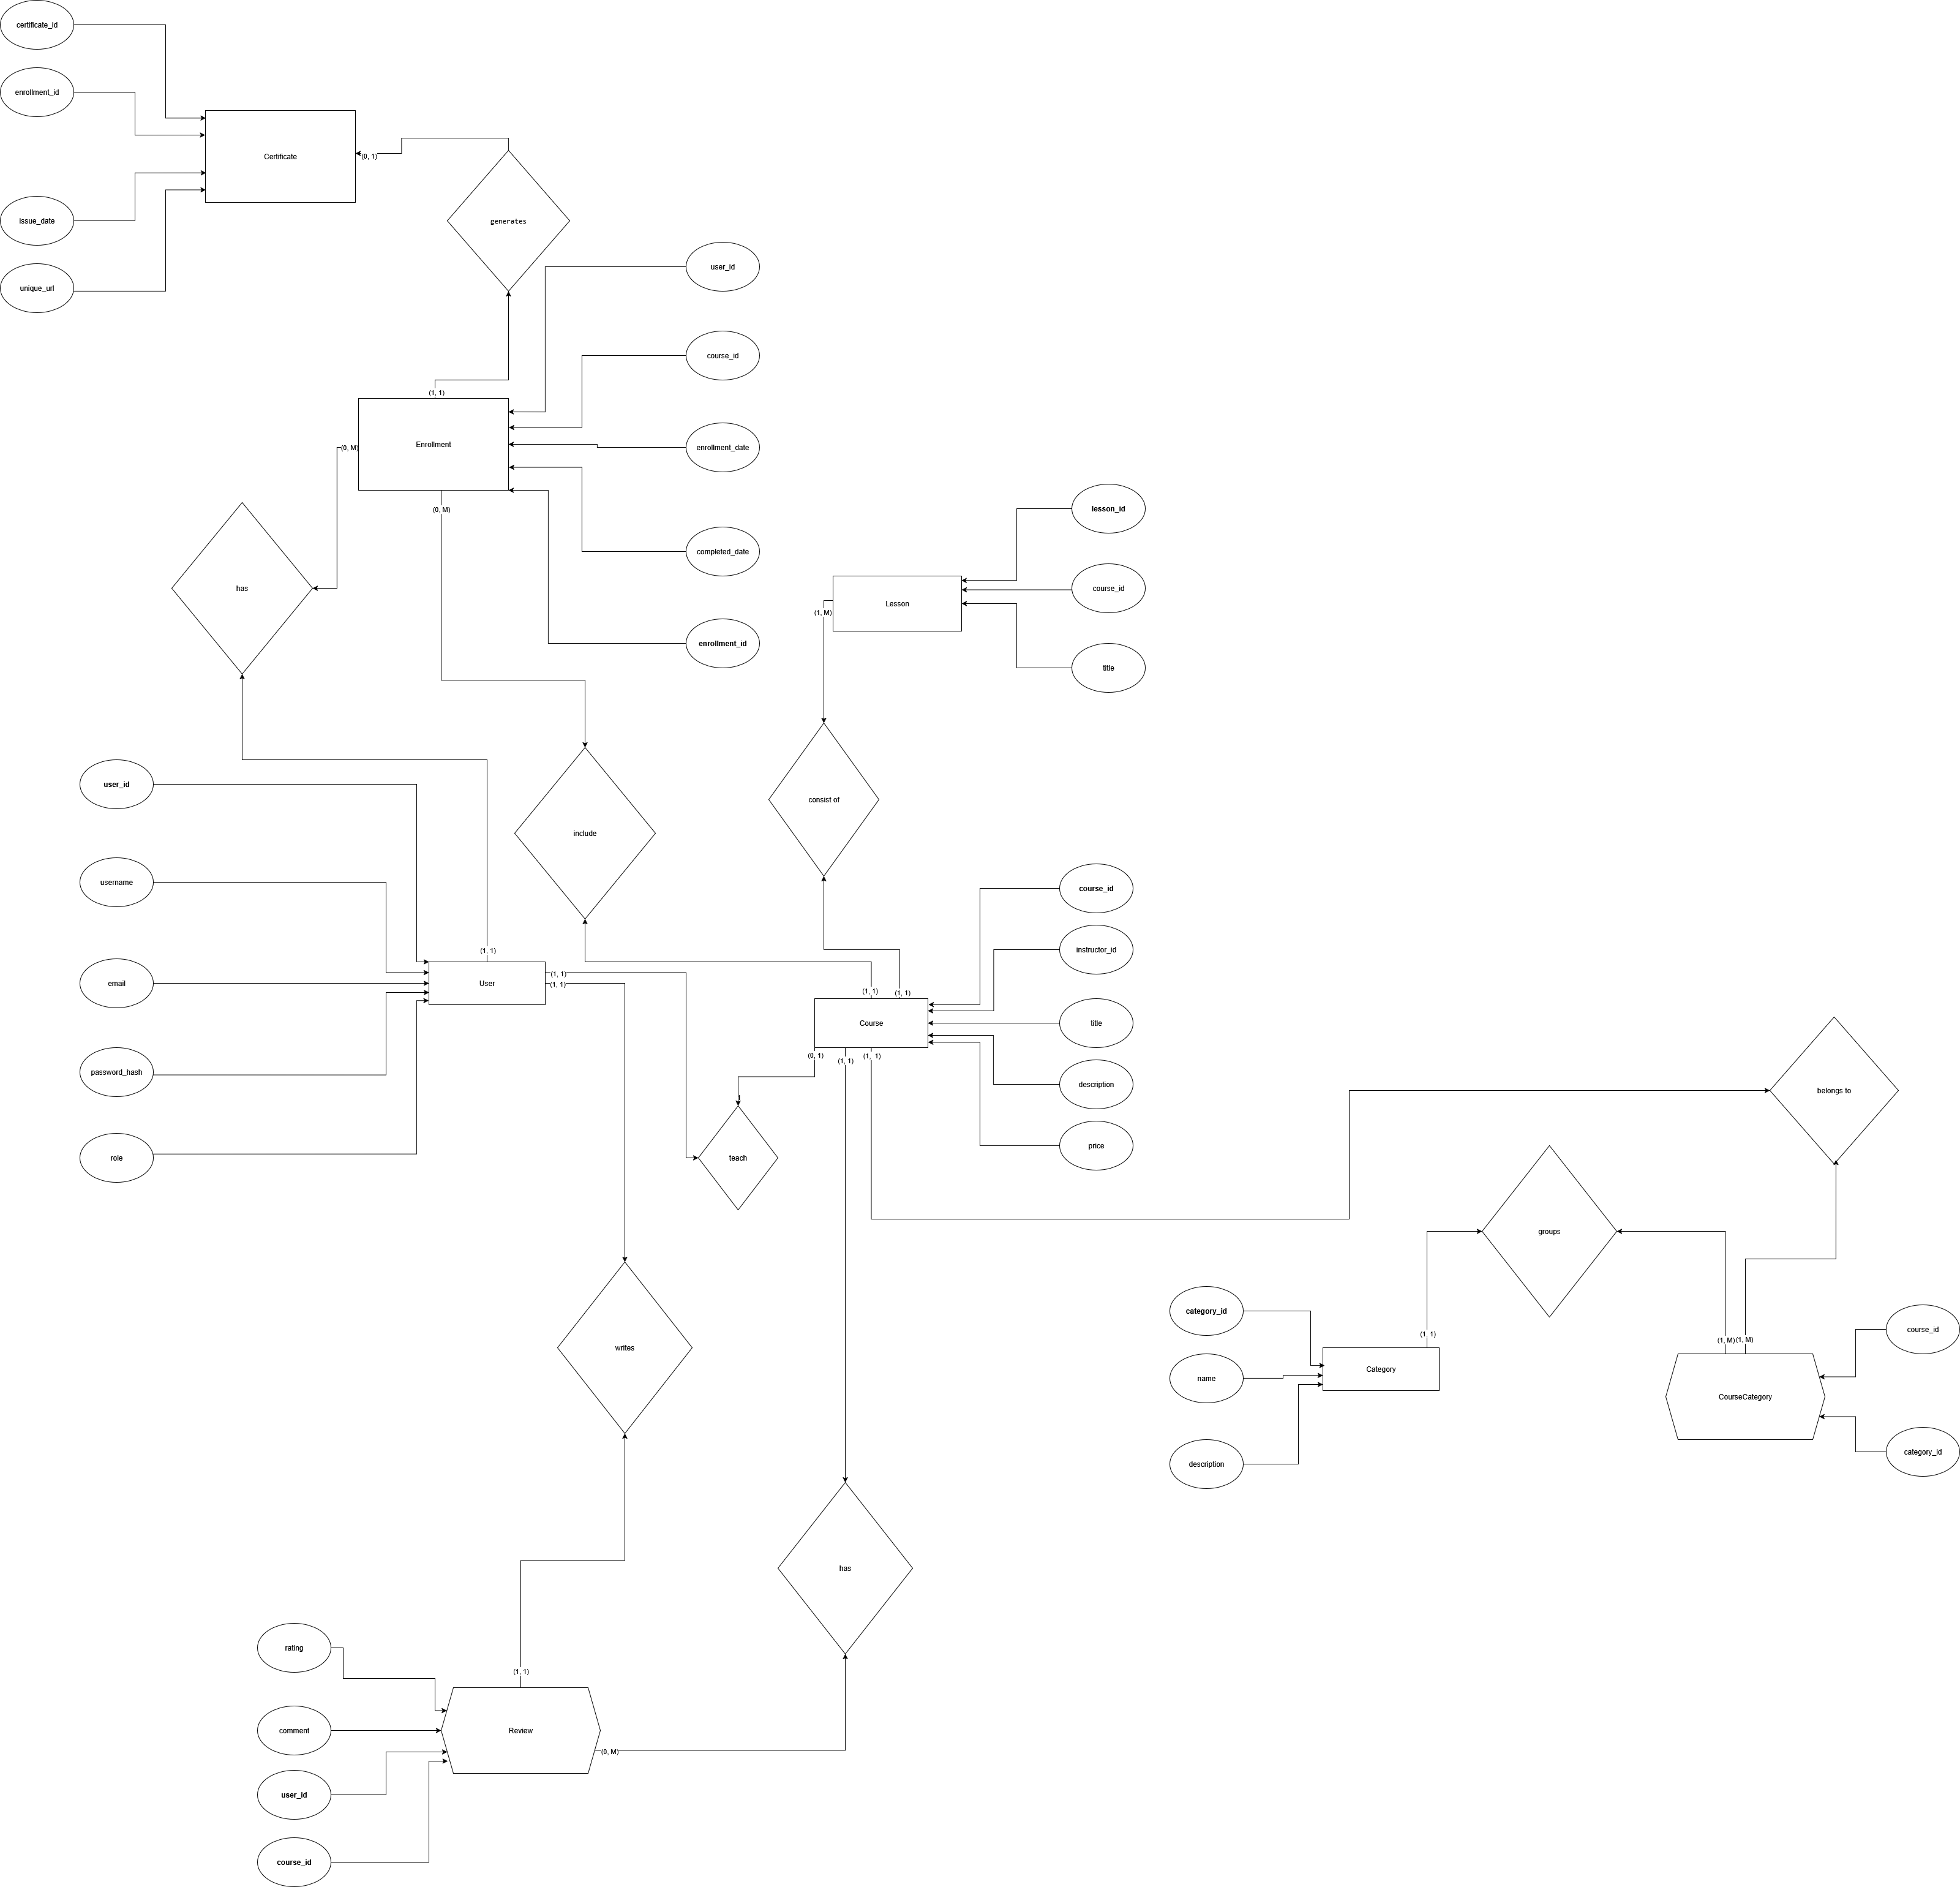 certificate_id
enrollment_id
Certificate
(0, 1)
issue_date
generates
unique_url
user_id
course_id
(1, 1)
Enrollment
(0, M)
enrollment_date
(0, M)
lesson_id
completed_date
has
course_id
Lesson
(1, M)
enrollment_id
title
user_id
consist of
include
username
course_id
(1, 1)
instructor_id
email
User
(1, 1)
(1, 1)
(1, 1)
(1, 1)
Course
title
(0, 1)
(1, 1)
(1, 1)
password_hash
description
1
belongs to
role
teach
price
groups
category_id
(1, 1)
(1, M)
(1, M)
course_id
writes
Category
name
CourseCategory
description
category_id
has
rating
(1, 1)
comment
Review
(0, M)
user_id
course_id